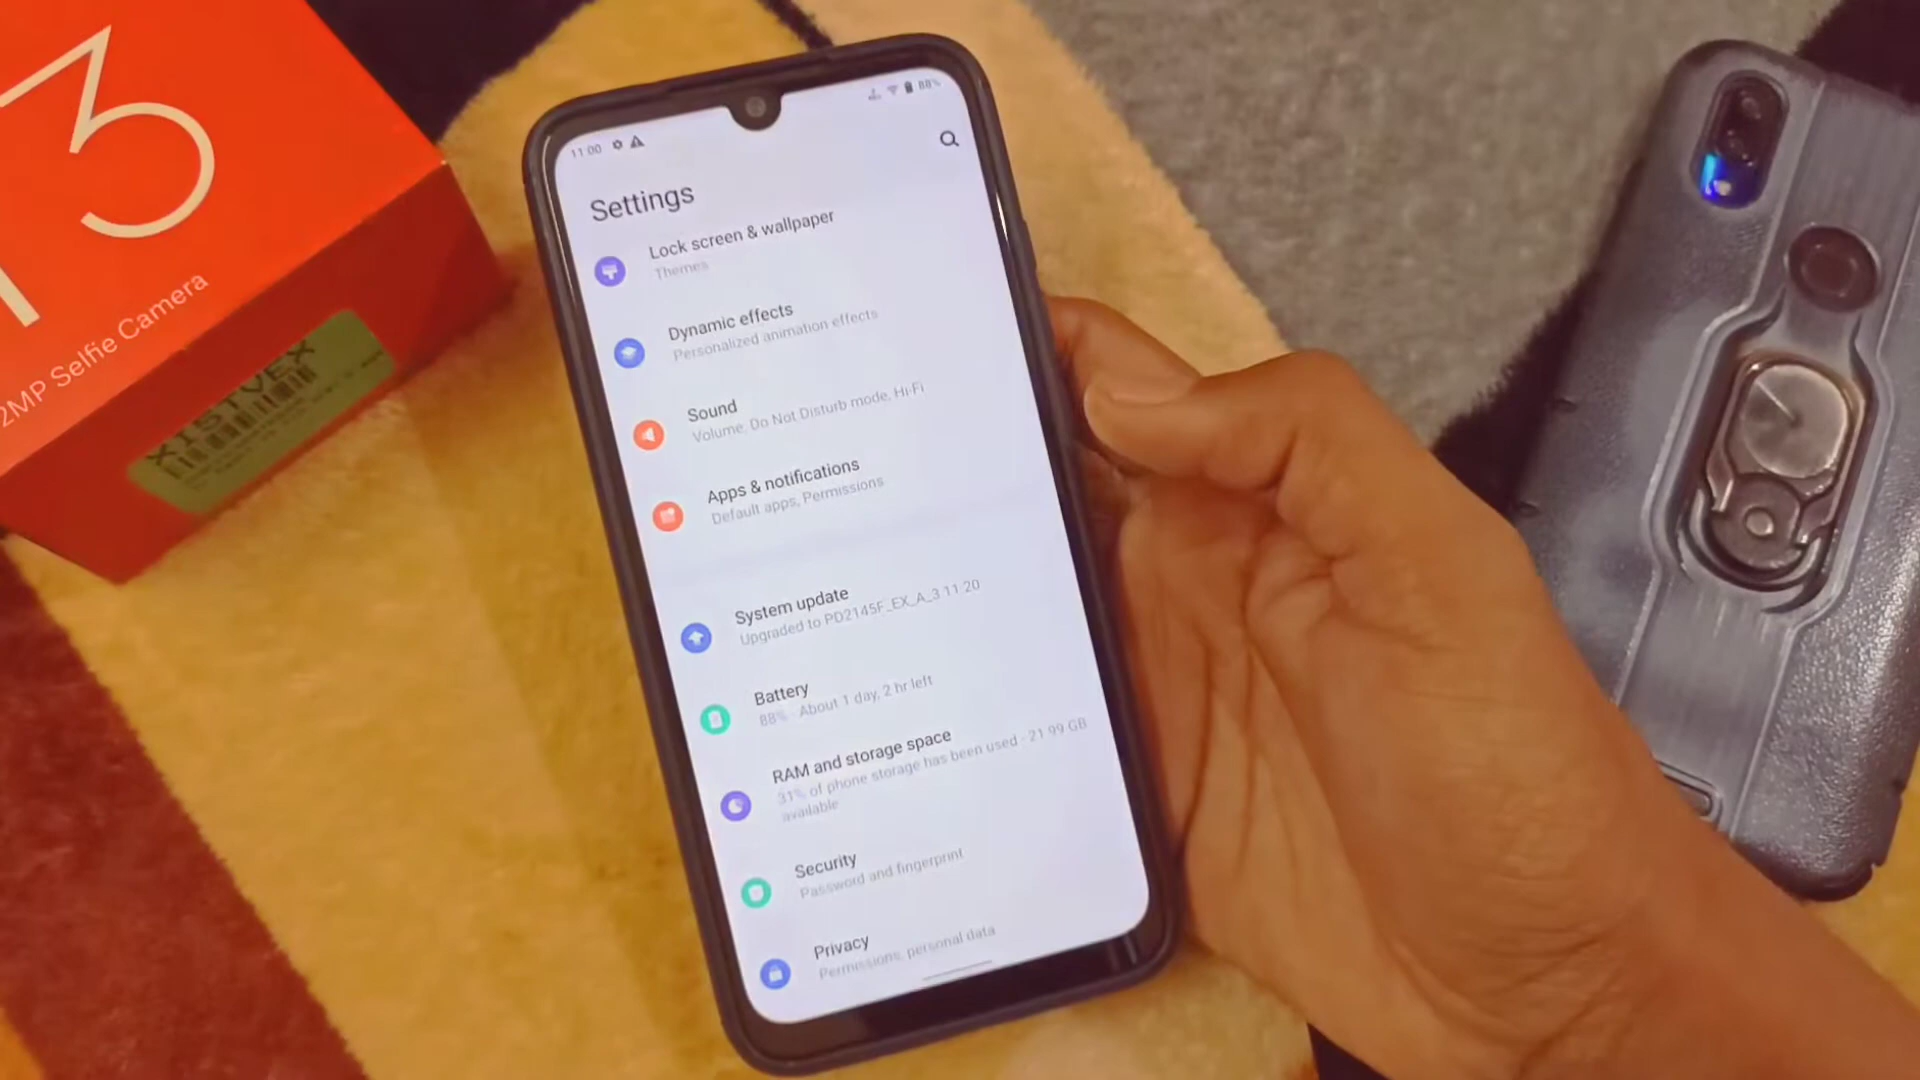 3
2MP Selfie Camera
11:00
88%
Settings
Lock screen & wallpaper
Themes
Dynamic effects
Personalized animation effects
Sound
Volume, Do Not Disturb mode, Hi-Fi
Apps & notifications
Default apps, Permissions
System update
Upgraded to PD2145F_EX_A_3 11 20
Battery
88% · About 1 day, 2 hr left
RAM and storage space
31% of phone storage has been used - 21.99 GB
available
Security
Password and fingerprint
Privacy
Permissions, personal data